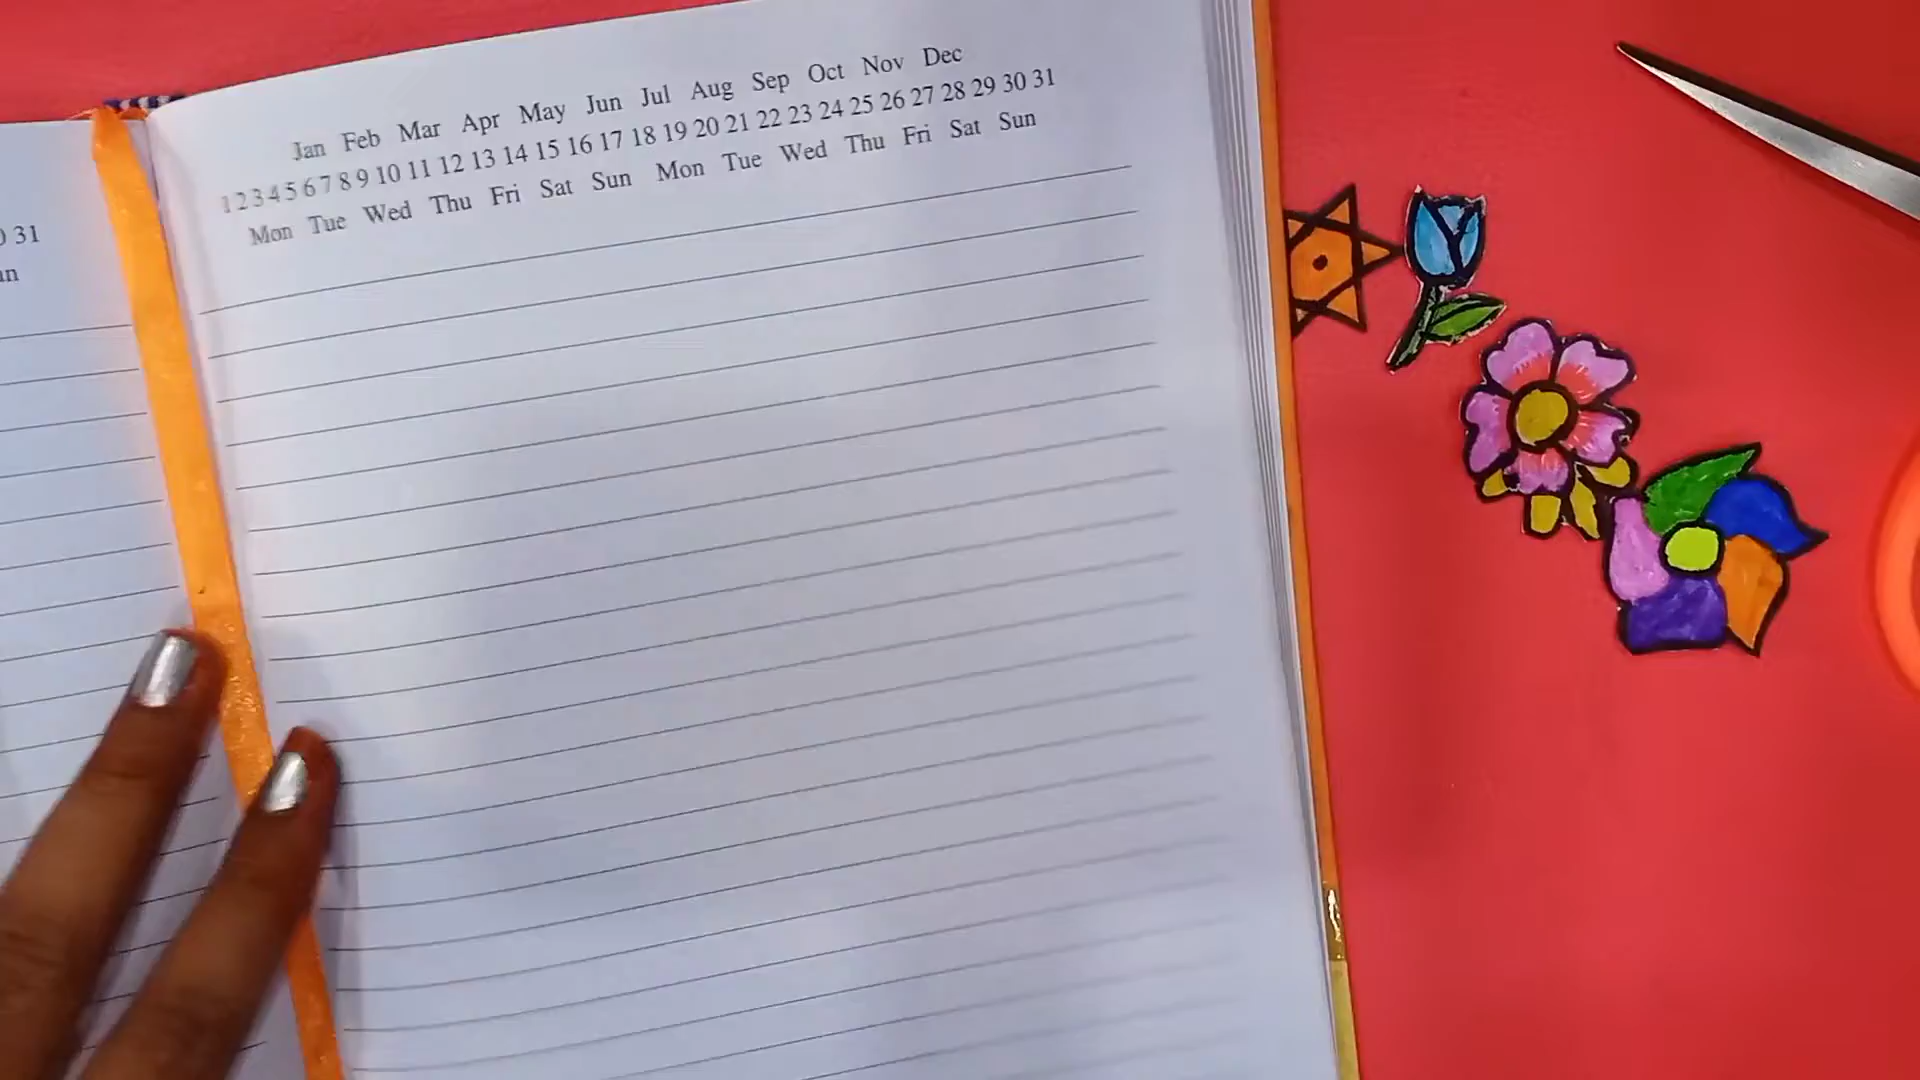 Jan Feb Mar Apr May Jun Jul Aug Sep Oct Nov Dec
1 2 3 4 5 6 7 8 9 10 11 12 13 14 15 16 17 18 19 20 21 22 23 24 25 26 27 28 29 30 31
Mon Tue Wed Thu Fri Sat Sun Mon Tue Wed Thu Fri Sat Sun
31